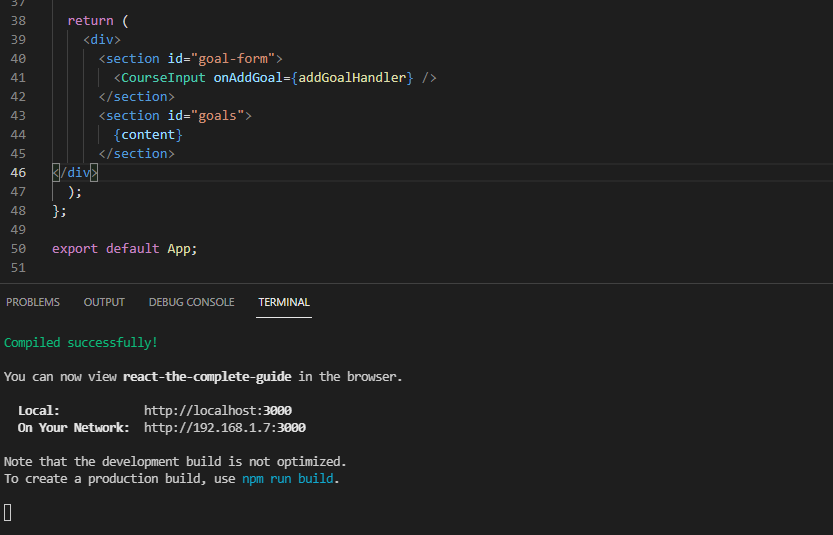 37
38 return (
39 <div>
40 <section id="goal-form">
41 <CourseInput onAddGoal={addGoalHandler} />
42 </section>
43 <section id="goals">
44 {content}
45 </section>
46 </div>
47 );
48 };
49
50 export default App;
51
PROBLEMS OUTPUT DEBUG CONSOLE TERMINAL
Compiled successfully!
You can now view react-the-complete-guide in the browser.
Local: http://localhost:3000
On Your Network: http://192.168.1.7:3000
Note that the development build is not optimized.
To create a production build, use npm run build.